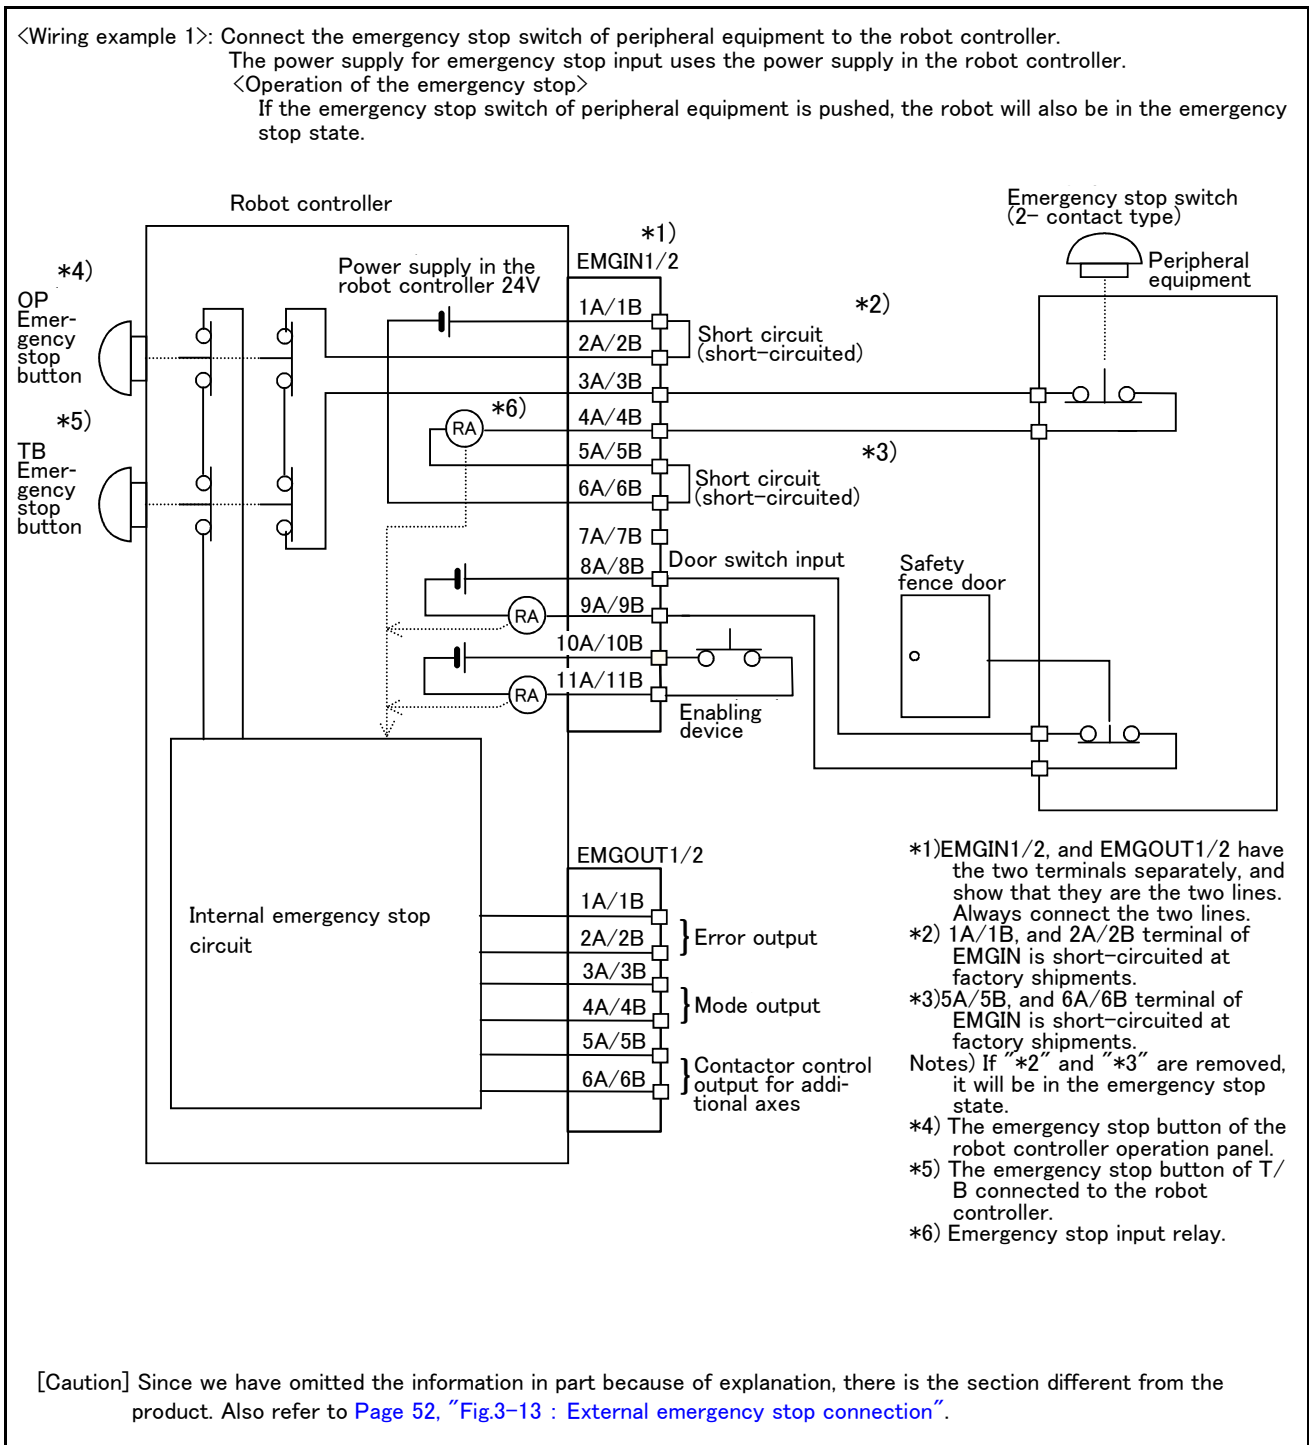 <Wiring example 1>: Connect the emergency stop switch of peripheral equipment to the robot controller.
The power supply for emergency stop input uses the power supply in the robot controller.
<Operation of the emergency stop>
If the emergency stop switch of peripheral equipment is pushed, the robot will also be in the emergency
stop state.
Robot controller
Emergency stop switch
(2- contact type)
Peripheral
equipment
*1)
EMGIN1/2
*4)
OP
Emer-
gency
stop
button
Power supply in the
robot controller 24V
1A/1B
2A/2B
3A/3B
4A/4B
5A/5B
6A/6B
7A/7B
8A/8B
9A/9B
10A/10B
11A/11B
*2)
Short circuit
(short-circuited)
*5)
TB
Emer-
gency
stop
button
RA
*6)
*3)
Short circuit
(short-circuited)
Door switch input
Safety
fence door
RA
RA
Enabling
device
Internal emergency stop
circuit
EMGOUT1/2
1A/1B
2A/2B
3A/3B
4A/4B
5A/5B
6A/6B
} Error output
} Mode output
} Contactor control
output for addi-
tional axes
*1)EMGIN1/2, and EMGOUT1/2 have
the two terminals separately, and
show that they are the two lines.
Always connect the two lines.
*2) 1A/1B, and 2A/2B terminal of
EMGIN is short-circuited at
factory shipments.
*3)5A/5B, and 6A/6B terminal of
EMGIN is short-circuited at
factory shipments.
Notes) If "*2" and "*3" are removed,
it will be in the emergency stop
state.
*4) The emergency stop button of the
robot controller operation panel.
*5) The emergency stop button of T/
B connected to the robot
controller.
*6) Emergency stop input relay.
[Caution] Since we have omitted the information in part because of explanation, there is the section different from the
product. Also refer to Page 52, "Fig.3-13 : External emergency stop connection".